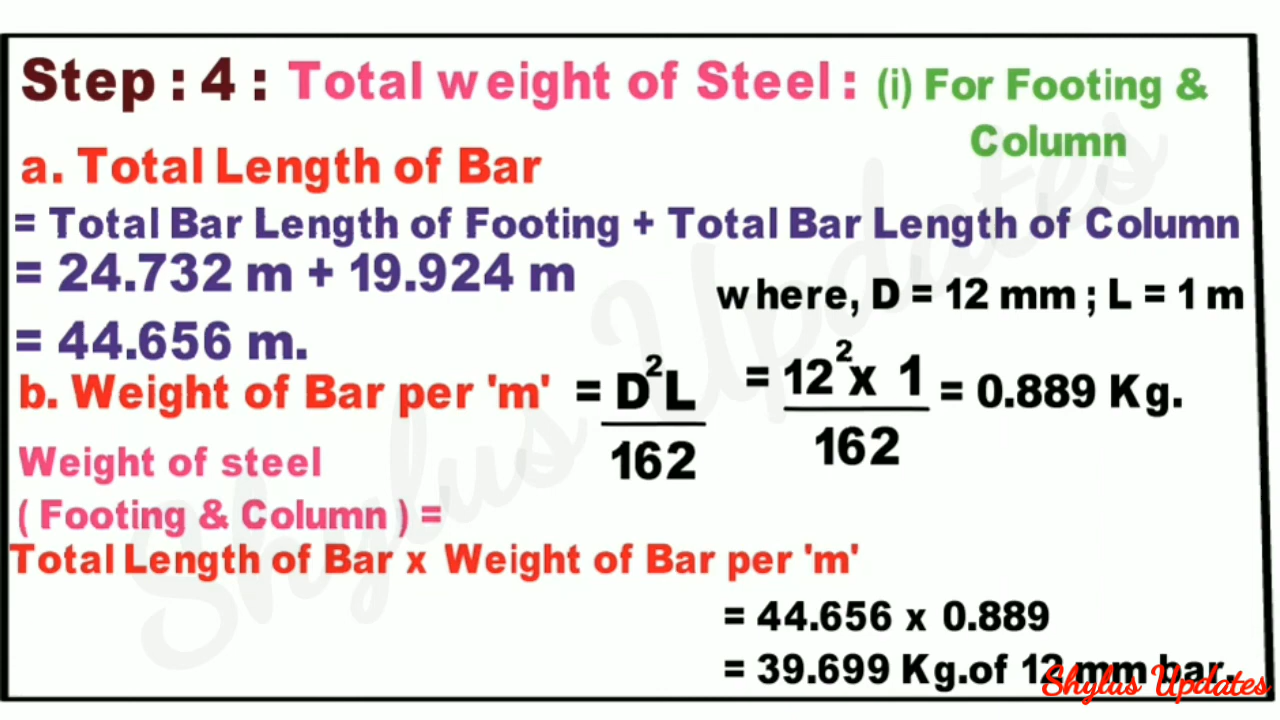 Step : 4 : Total weight of Steel : (i) For Footing &
Column
a. Total Length of Bar
= Total Bar Length of Footing + Total Bar Length of Column
= 24.732 m + 19.924 m
where, D = 12 mm ; L = 1 m
= 44.656 m.
b. Weight of Bar per 'm' = D²L / 162 = 12² x 1 / 162 = 0.889 Kg.
Weight of steel
( Footing & Column ) =
Total Length of Bar x Weight of Bar per 'm'
= 44.656 x 0.889
= 39.699 Kg.of 12 mm bar.
Shylus Updates
Shylus Updates